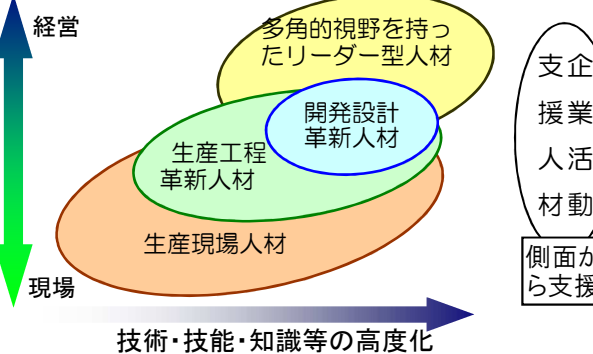 経営
多角的視野を持っ
たリーダー型人材
開発設計
革新人材
生産工程
革新人材
生産現場人材
現場
技術・技能・知識等の高度化
企業活動
支援人材
側面か
ら支援